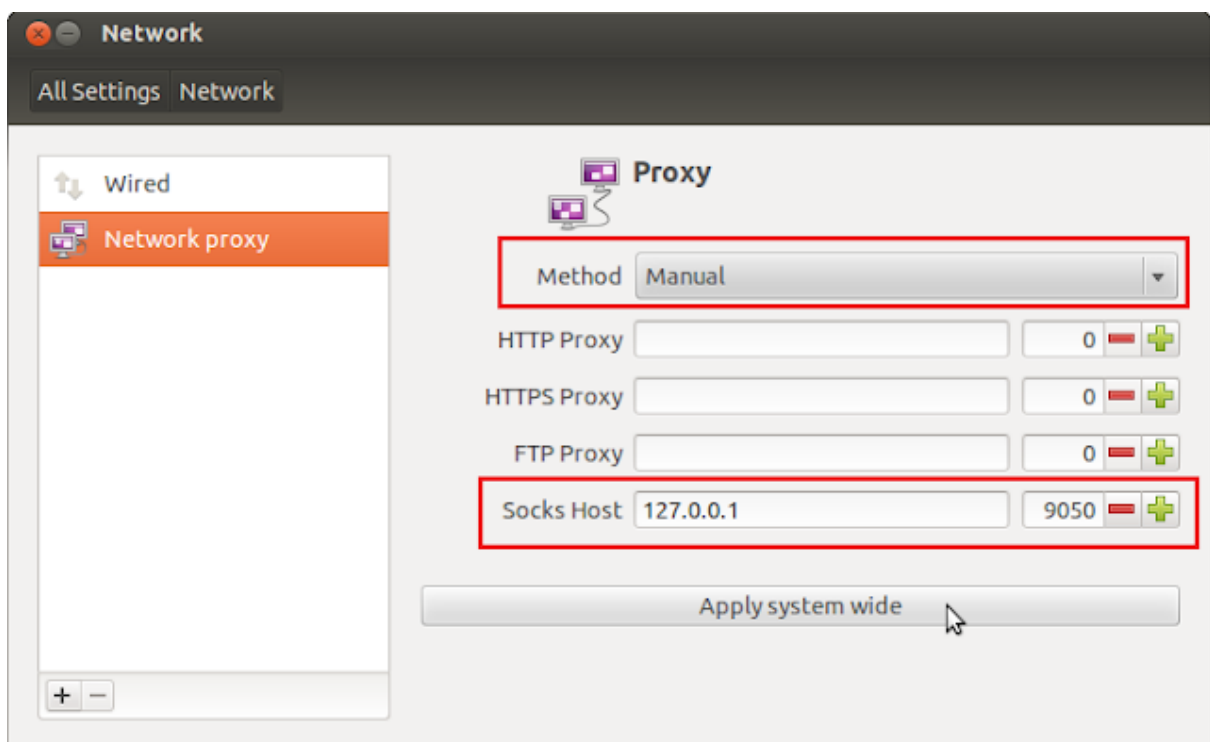 Network
All Settings Network
Wired
Network proxy
Proxy
Method Manual
HTTP Proxy 0
HTTPS Proxy 0
FTP Proxy 0
Socks Host 127.0.0.1 9050
Apply system wide